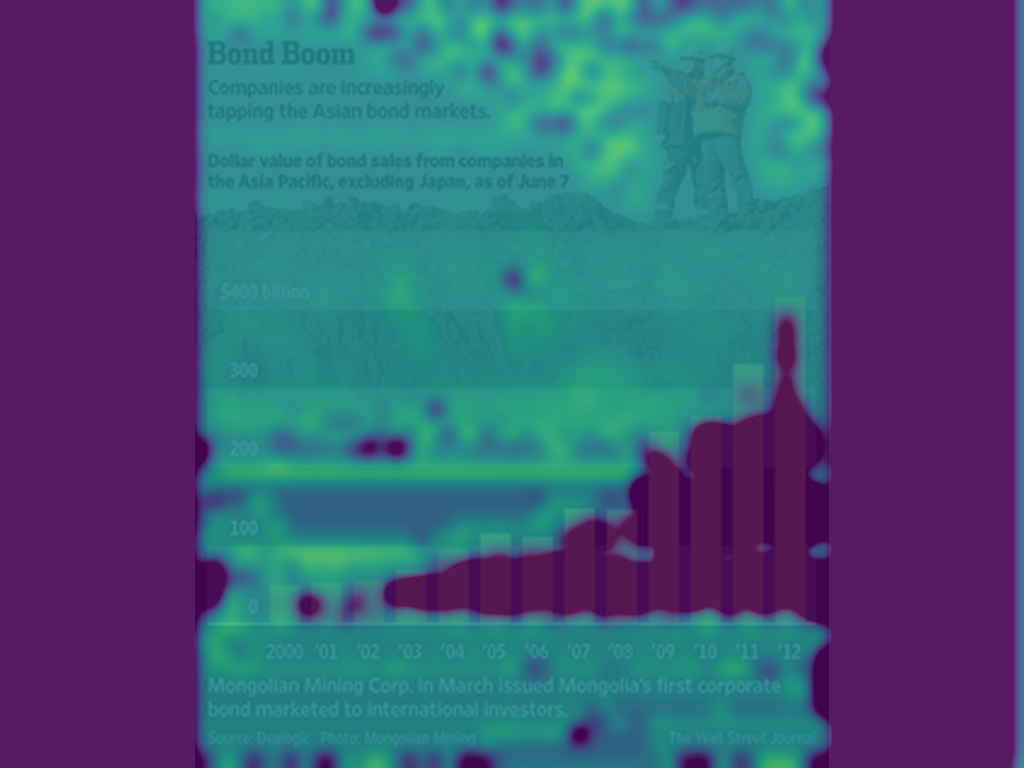 Bond Boom
Companies are increasingly
tapping the Asian bond markets.
Dollar value of bond sales from companies in
the Asia Pacific, excluding Japan, as of June 7
$400 billion
300
200
100
0
2000 '01 '02 '03 '04 '05 '06 '07 '08 '09 '10 '11 '12
Mongolian Mining Corp. in March issued Mongolia's first corporate
bond marketed to international investors.
Source: Dealogic Photo: Mongolian Mining The Wall Street Journal